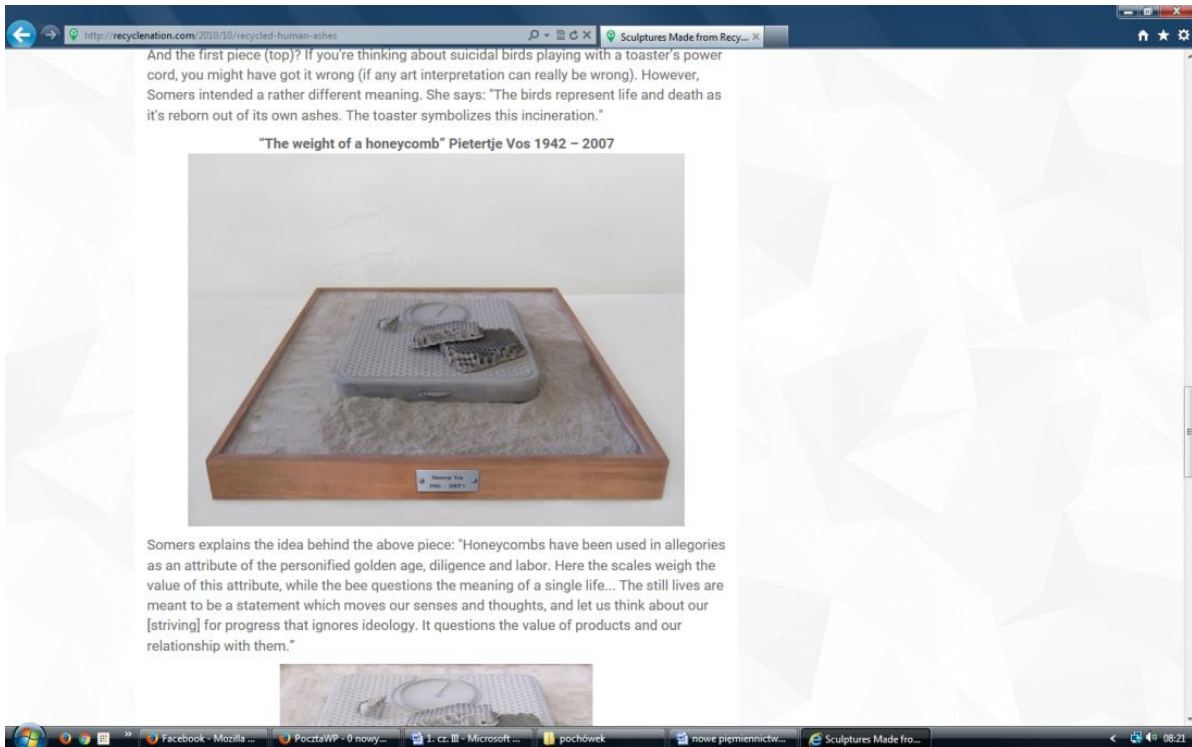 http://recyclenation.com/2010/10/recycled-human-ashes
Sculptures Made from Recy...
And the first piece (top)? If you're thinking about suicidal birds playing with a toaster's power
cord, you might have got it wrong (if any art interpretation can really be wrong). However,
Somers intended a rather different meaning. She says: "The birds represent life and death as
it's reborn out of its own ashes. The toaster symbolizes this incineration."
“The weight of a honeycomb” Pietertje Vos 1942 – 2007
Pietertje Vos
1942 - 2007
Somers explains the idea behind the above piece: "Honeycombs have been used in allegories
as an attribute of the personified golden age, diligence and labor. Here the scales weigh the
value of this attribute, while the bee questions the meaning of a single life... The still lives are
meant to be a statement which moves our senses and thoughts, and let us think about our
[striving] for progress that ignores ideology. It questions the value of products and our
relationship with them.”
Facebook - Mozilla ...
PocztaWP - 0 nowy...
1. cz. III - Microsoft ...
pochówek
nowe piśmiennictw...
Sculptures Made fro...
08:21